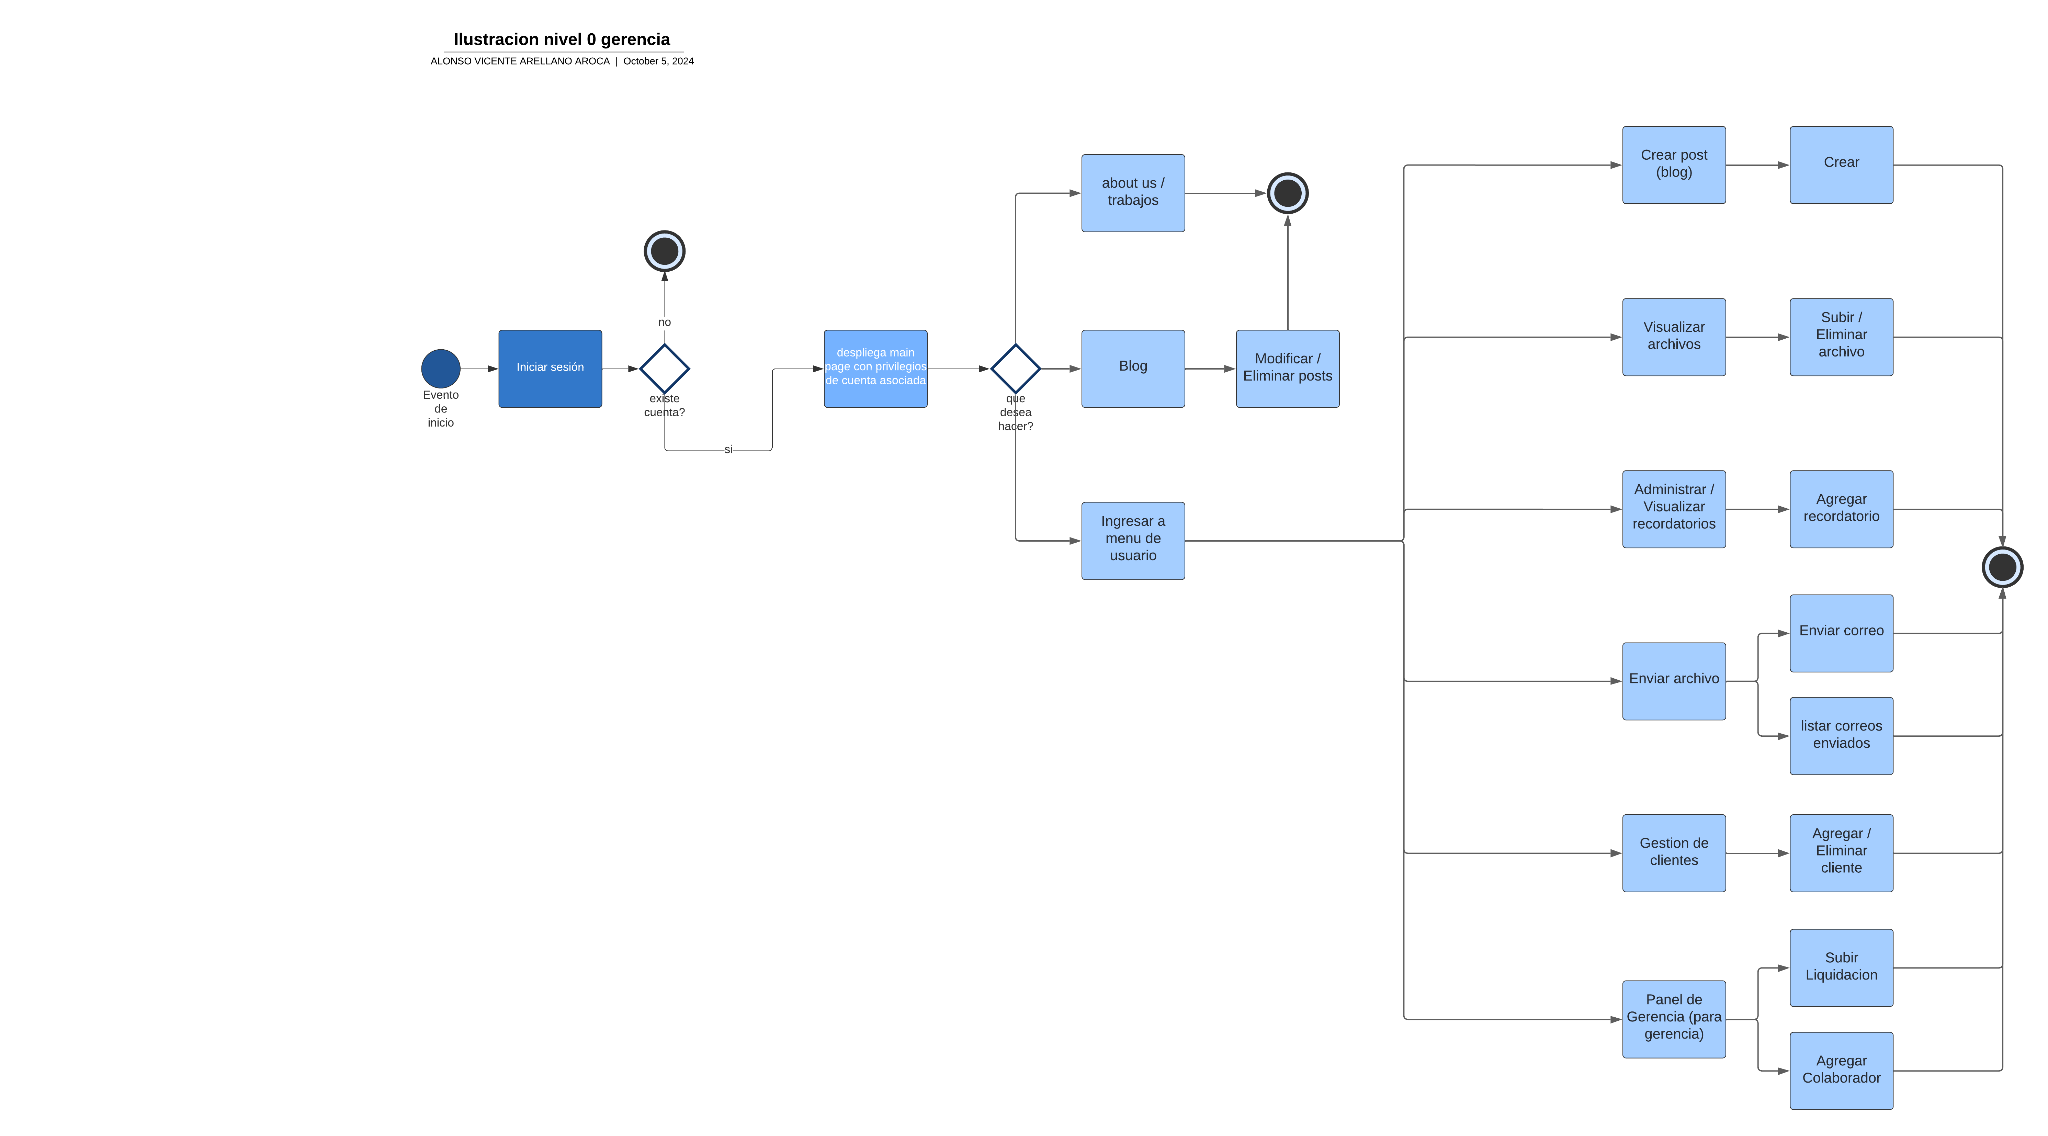 Ilustracion nivel 0 gerencia
ALONSO VICENTE ARELLANO AROCA | October 5, 2024
Evento
de
inicio
Iniciar sesión
no
existe
cuenta?
si
despliega main
page con privilegios
de cuenta asociada
que
desea
hacer?
about us /
trabajos
Blog
Modificar /
Eliminar posts
Ingresar a
menu de
usuario
Crear post
(blog)
Crear
Visualizar
archivos
Subir /
Eliminar
archivo
Administrar /
Visualizar
recordatorios
Agregar
recordatorio
Enviar archivo
Enviar correo
listar correos
enviados
Gestion de
clientes
Agregar /
Eliminar
cliente
Panel de
Gerencia (para
gerencia)
Subir
Liquidacion
Agregar
Colaborador